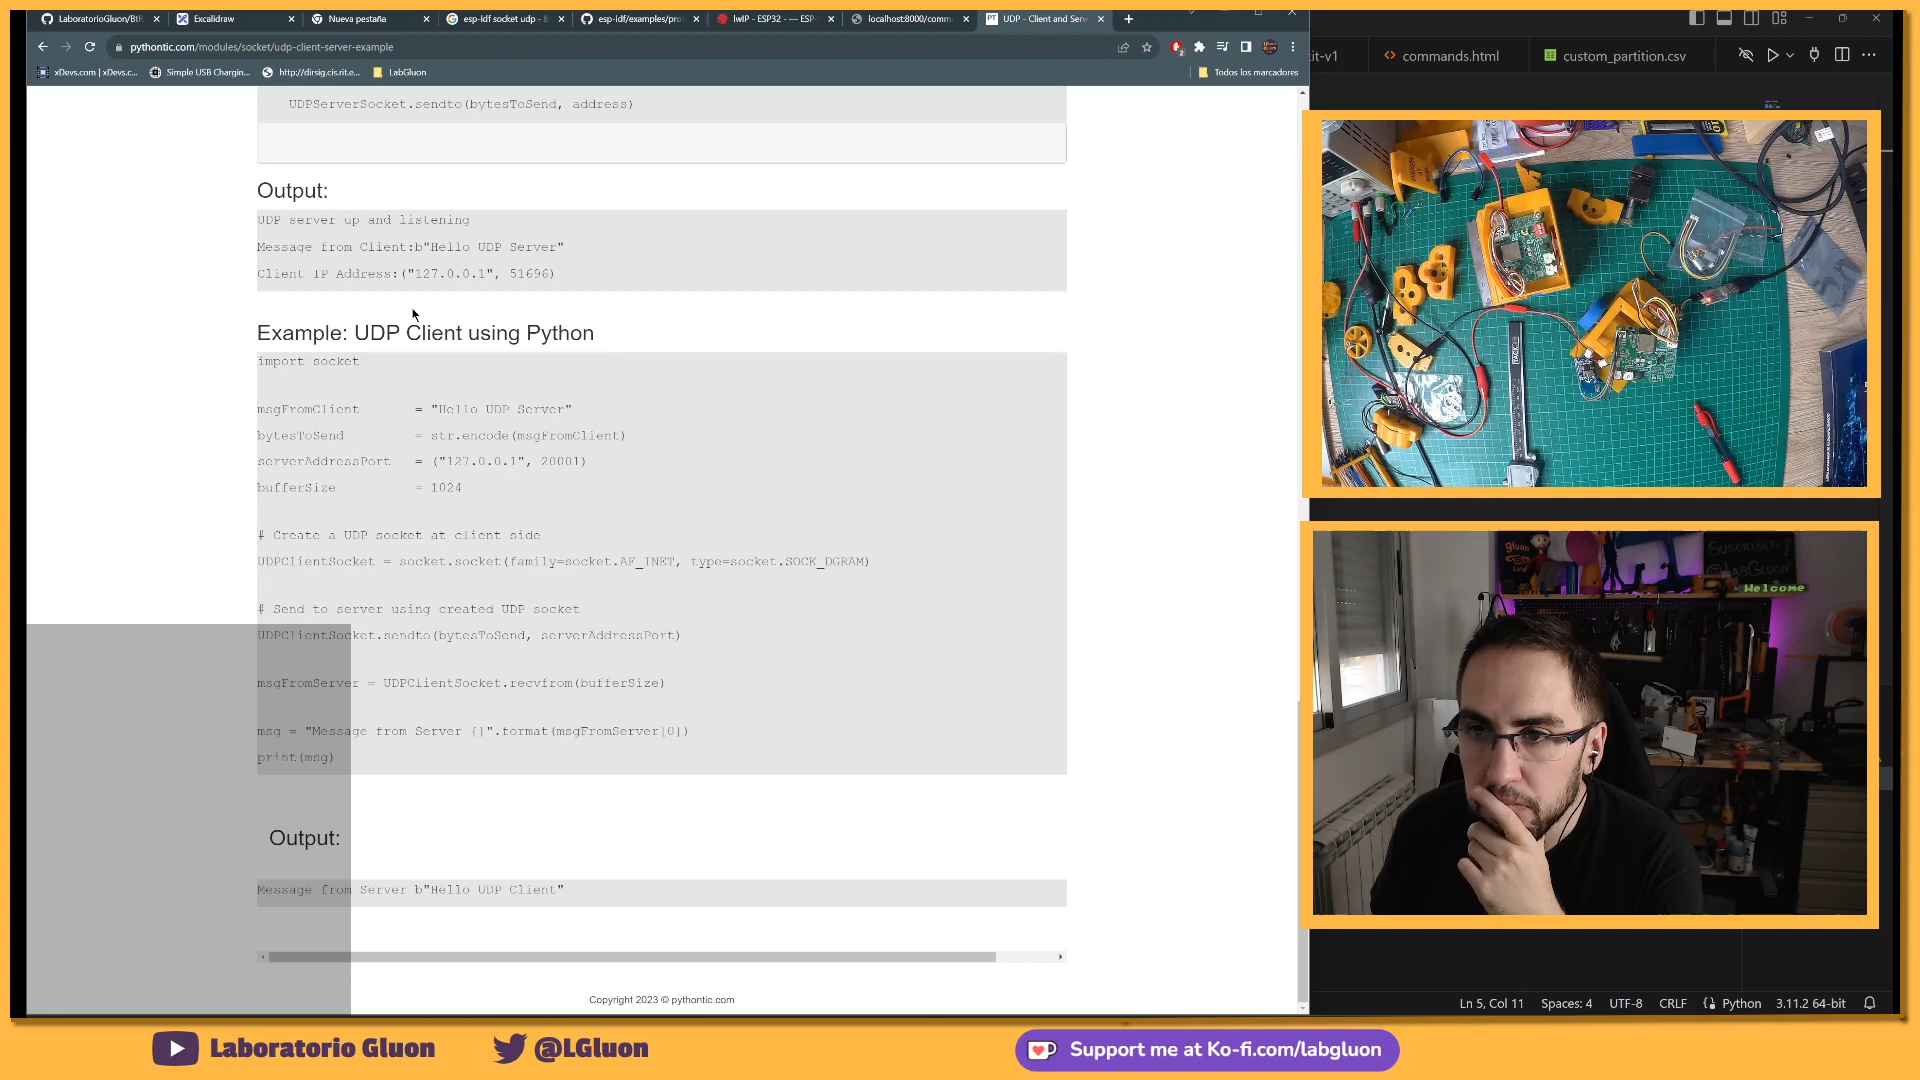 LaboratorioGluon/BtR
Excalidraw
Nueva pestaña
esp-idf socket udp - B
esp-idf/examples/pro
lwIP - ESP32 - — ESP-
localhost:8000/comm
PT UDP - Client and Serv
pythontic.com/modules/socket/udp-client-server-example
xDevs.com | xDevs.c...
Simple USB Chargin...
http://dirsig.cis.rit.e...
LabGluon
Todos los marcadores
it-v1
commands.html
custom_partition.csv
UDPServerSocket.sendto(bytesToSend, address)
Output:
UDP server up and listening
Message from Client:b"Hello UDP Server"
Client IP Address:("127.0.0.1", 51696)
Example: UDP Client using Python
import socket
msgFromClient = "Hello UDP Server"
bytesToSend = str.encode(msgFromClient)
serverAddressPort = ("127.0.0.1", 20001)
bufferSize = 1024
# Create a UDP socket at client side
UDPClientSocket = socket.socket(family=socket.AF_INET, type=socket.SOCK_DGRAM)
# Send to server using created UDP socket
UDPClientSocket.sendto(bytesToSend, serverAddressPort)
msgFromServer = UDPClientSocket.recvfrom(bufferSize)
msg = "Message from Server {}".format(msgFromServer[0])
print(msg)
Output:
Message from Server b"Hello UDP Client"
Copyright 2023 © pythontic.com
gluon
SUSCRIBETE
@LABGLUON
Welcome
Ln 5, Col 11
Spaces: 4
UTF-8
CRLF
Python
3.11.2 64-bit
Laboratorio Gluon
@LGluon
Support me at Ko-fi.com/labgluon